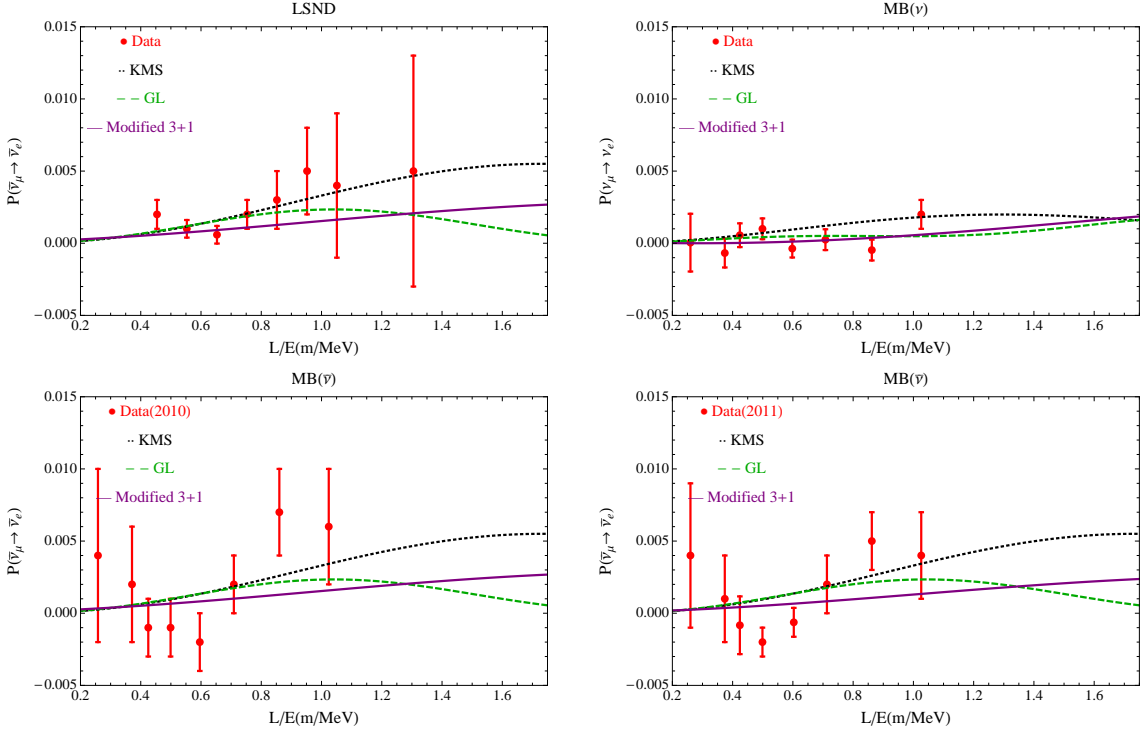 LSND
0.015
0.010
0.005
0.000
−0.005
P(ν̄μ→ ν̄e)
Data
KMS
GL
Modified 3+1
0.2 0.4 0.6 0.8 1.0 1.2 1.4 1.6
L/E(m/MeV)
MB(ν)
0.015
0.010
0.005
0.000
−0.005
P(νμ→ νe)
Data
KMS
GL
Modified 3+1
0.2 0.4 0.6 0.8 1.0 1.2 1.4 1.6
L/E(m/MeV)
MB(ν̄)
0.015
0.010
0.005
0.000
−0.005
P(ν̄μ→ ν̄e)
Data(2010)
KMS
GL
Modified 3+1
0.2 0.4 0.6 0.8 1.0 1.2 1.4 1.6
L/E(m/MeV)
MB(ν̄)
0.015
0.010
0.005
0.000
−0.005
P(ν̄μ→ ν̄e)
Data(2011)
KMS
GL
Modified 3+1
0.2 0.4 0.6 0.8 1.0 1.2 1.4 1.6
L/E(m/MeV)